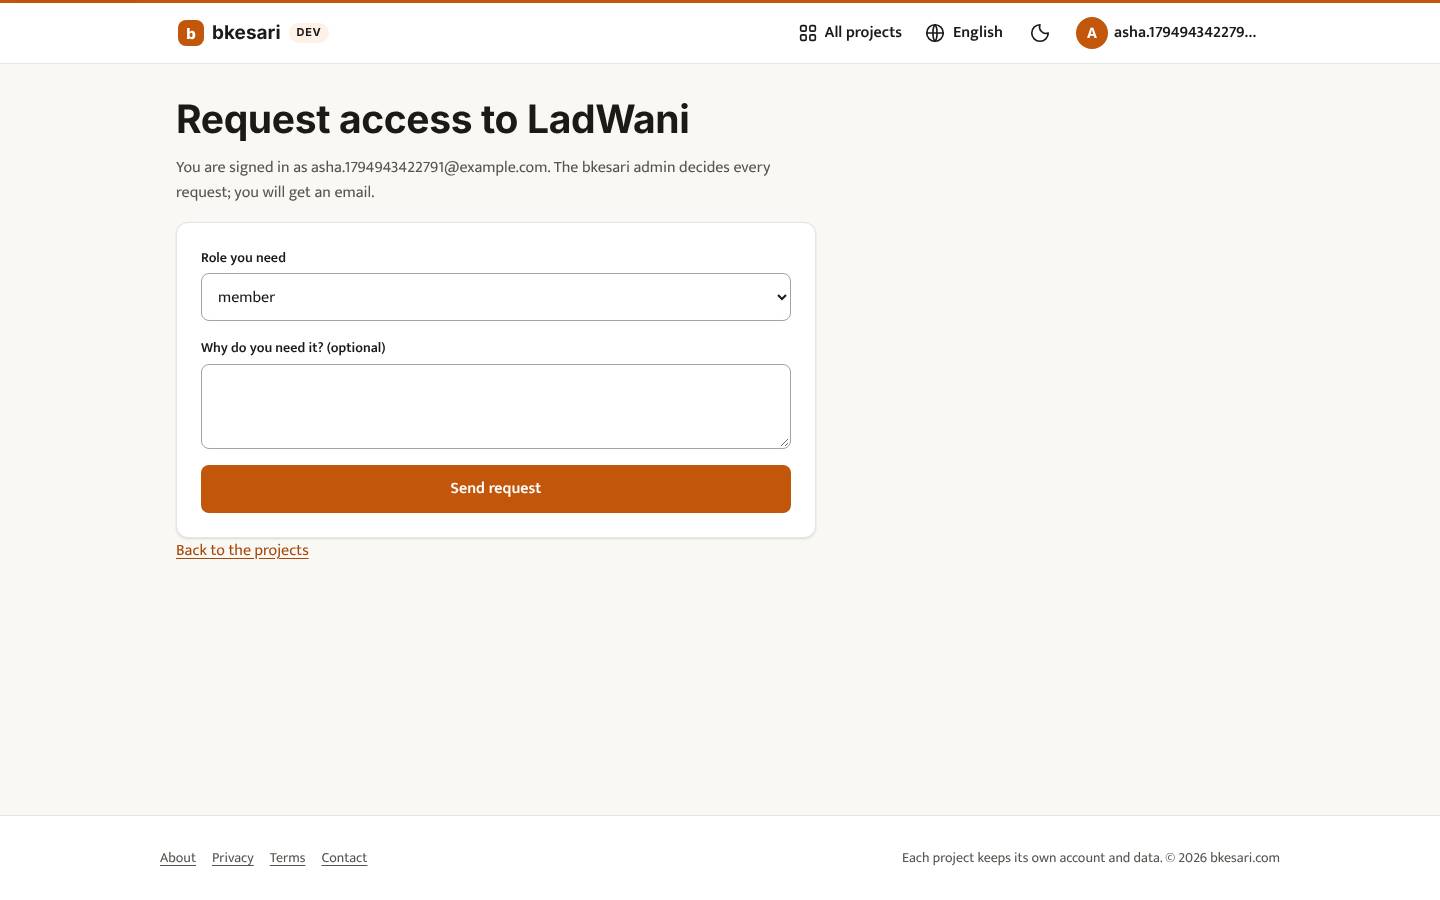 b bkesari DEV
All projects
English
A asha.179494342279...
Request access to LadWani
You are signed in as asha.1794943422791@example.com. The bkesari admin decides every
request; you will get an email.
Role you need
member
Why do you need it? (optional)
Send request
Back to the projects
About Privacy Terms Contact
Each project keeps its own account and data. © 2026 bkesari.com